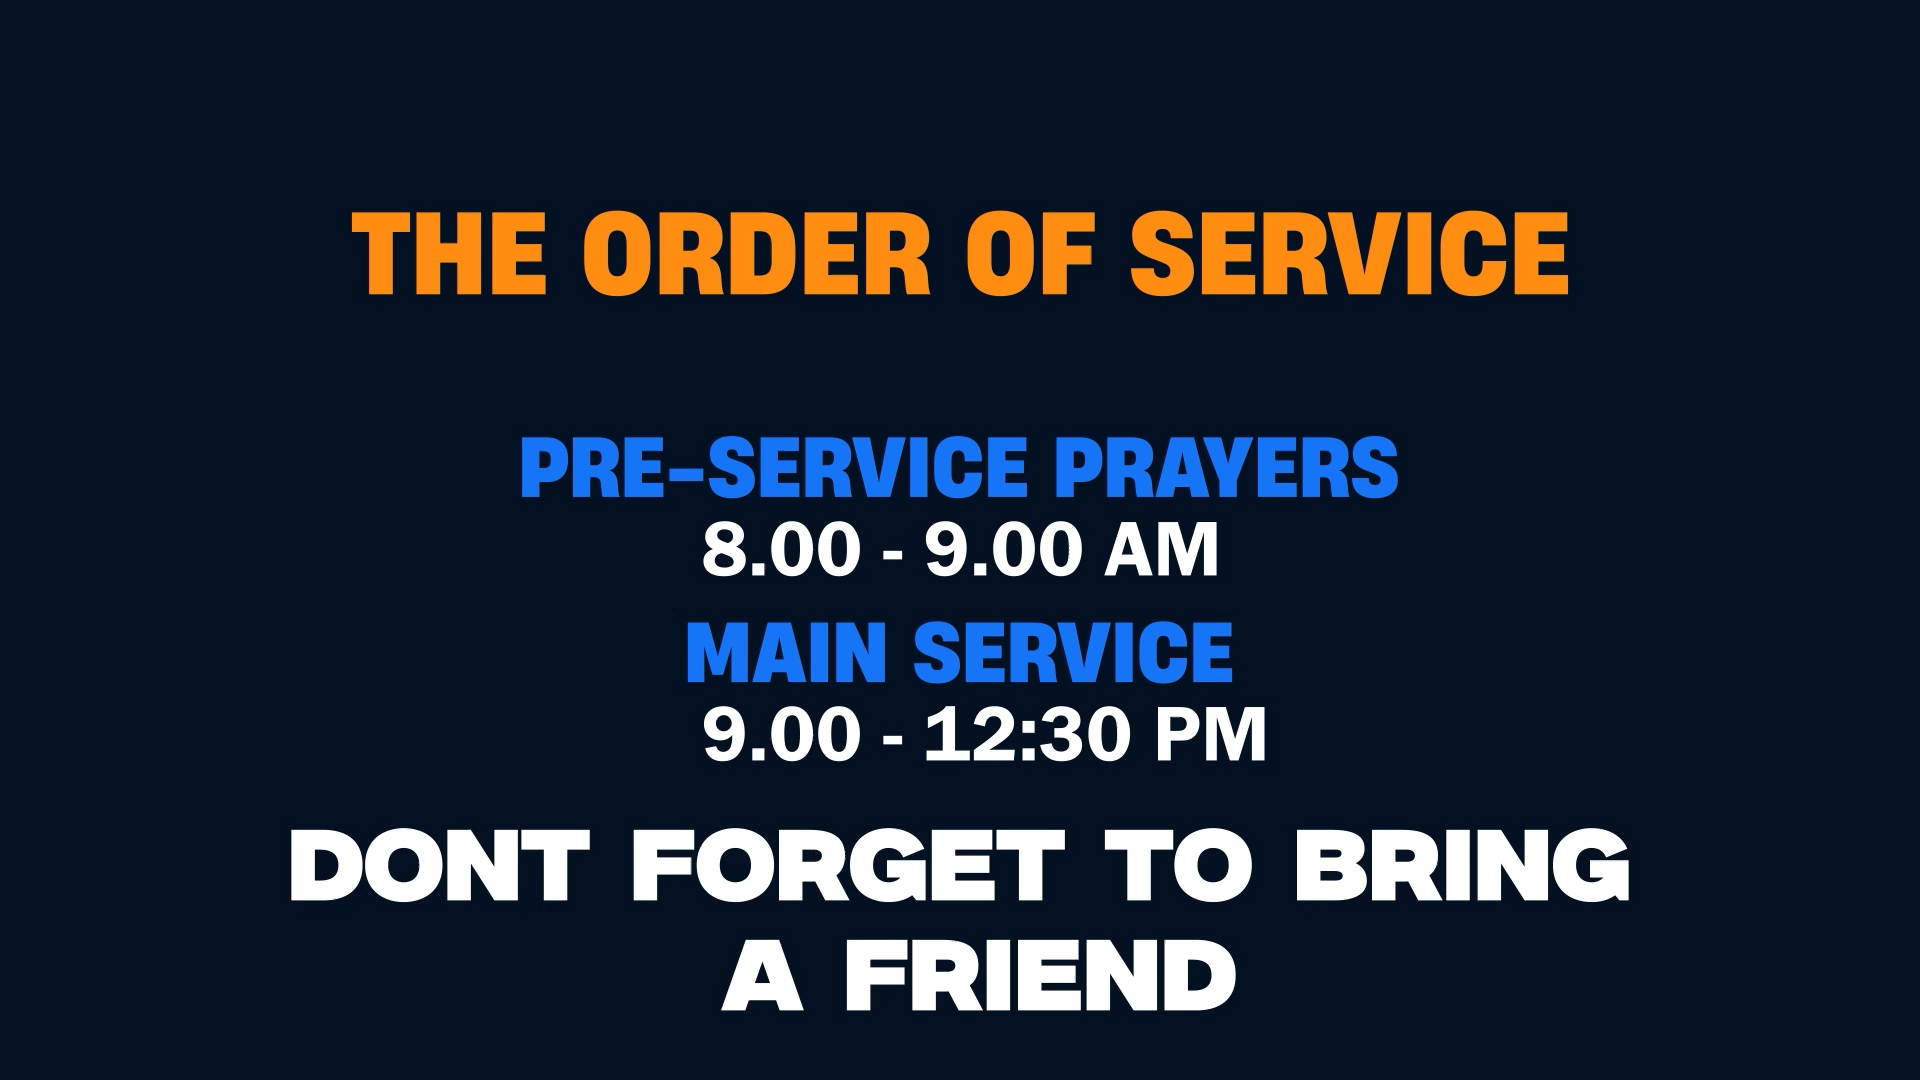 THE ORDER OF SERVICE
PRE-SERVICE PRAYERS
8.00 - 9.00 AM
MAIN SERVICE
9.00 - 12:30 PM
DONT FORGET TO BRING
A FRIEND